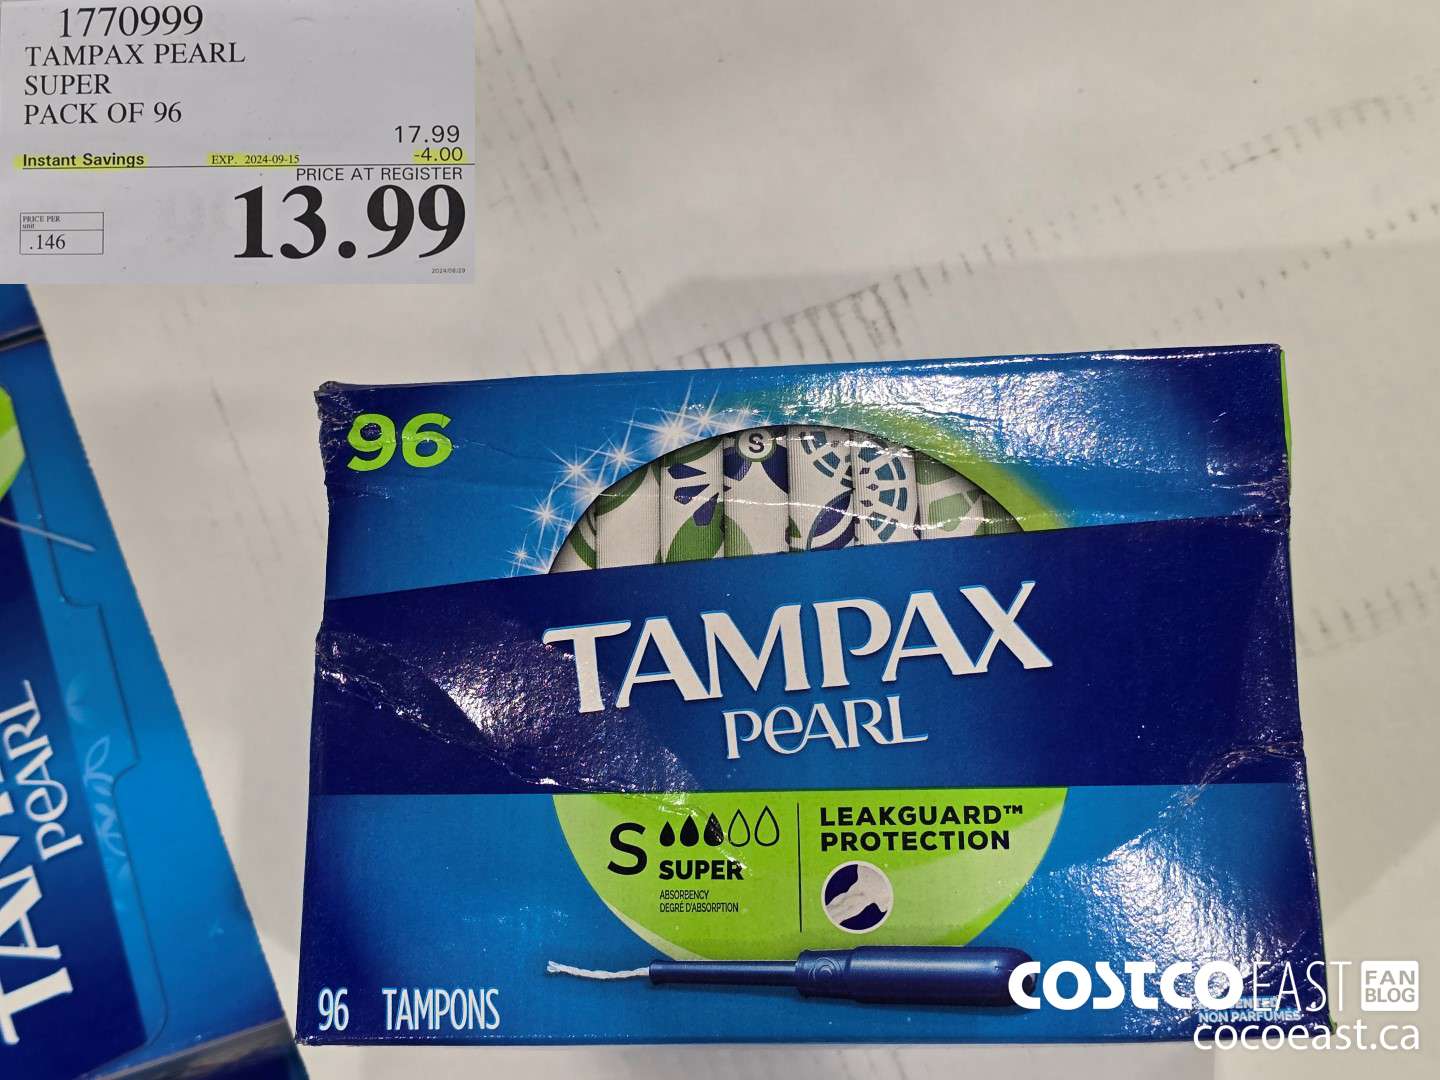 1770999
TAMPAX PEARL
SUPER
PACK OF 96
17.99
Instant Savings EXP. 2024-09-15 -4.00
PRICE AT REGISTER
13.99
PRICE PER
unit
.146
2024/08/29
96
S
TAMPAX
PEARL
S SUPER
ABSORBENCY
DEGRÉ D'ABSORPTION
LEAKGUARD™
PROTECTION
96 TAMPONS
NON PARFUMÉS
PEARL
COSTCO EAST FAN BLOG
cocoeast.ca